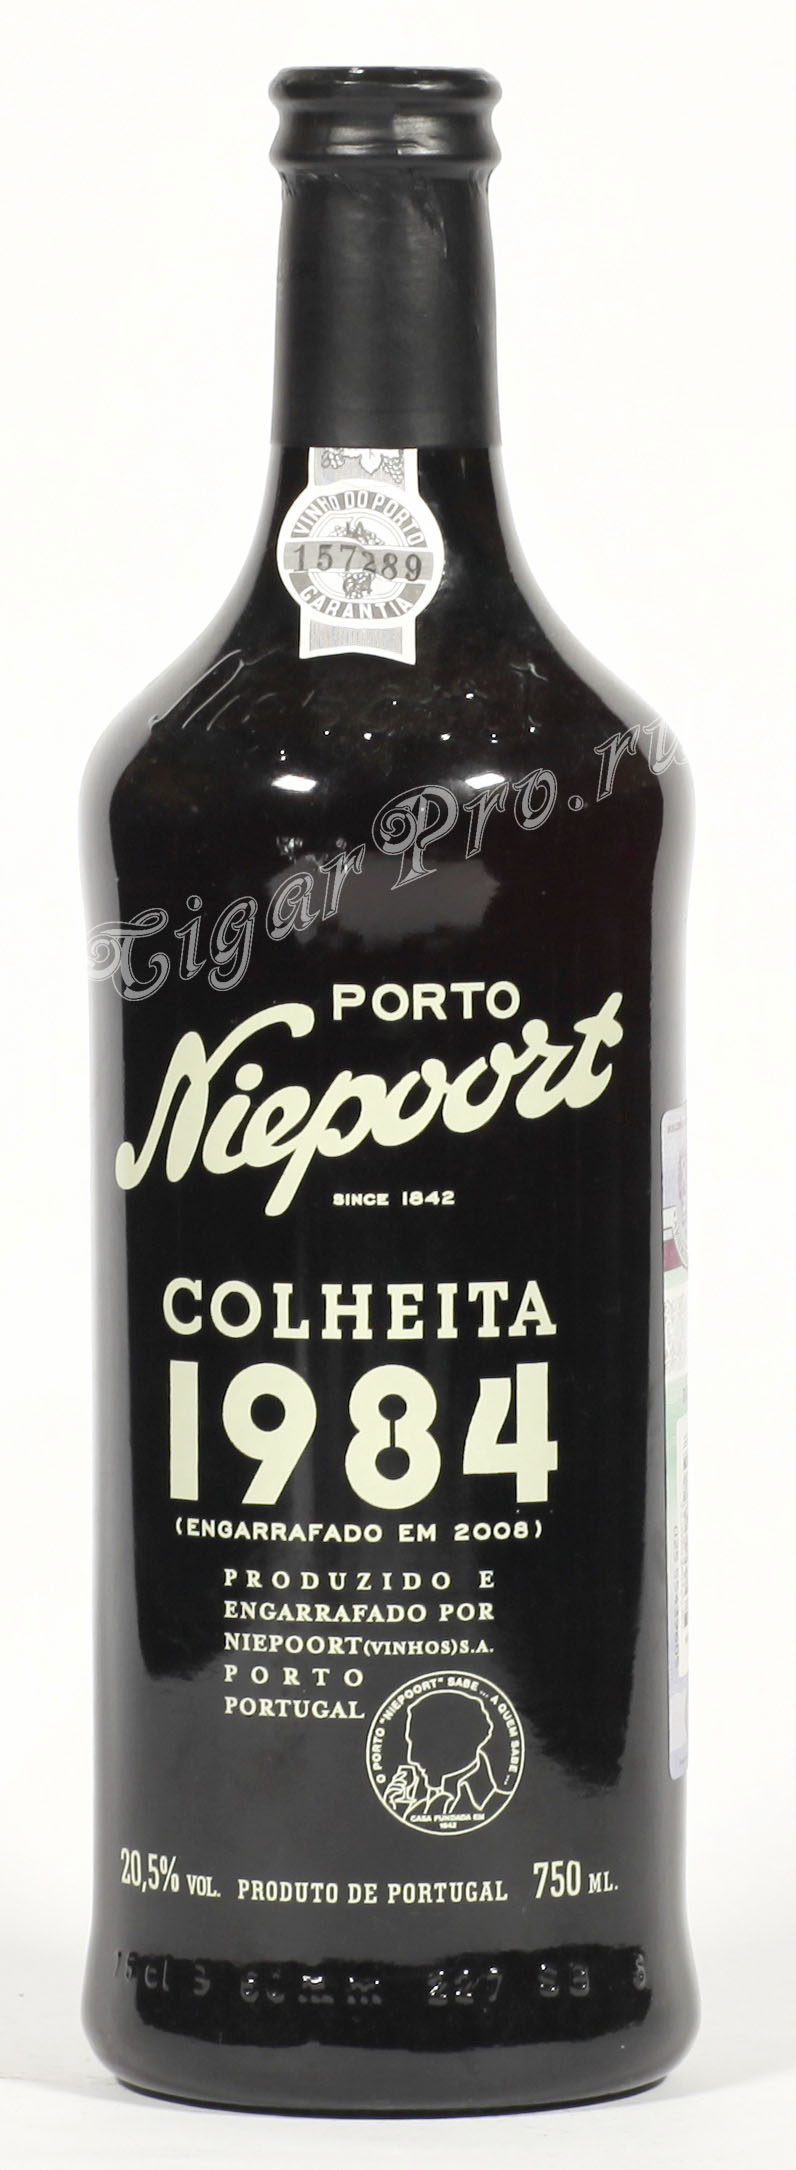 VINHO DO PORTO
157289
GARANTIA
Niepoort
TigarPro.ru
PORTO
Niepoort
SINCE 1842
COLHEITA
1984
(ENGARRAFADO EM 2008)
PRODUZIDO E
ENGARRAFADO POR
NIEPOORT (VINHOS) S.A.
PORTO
PORTUGAL
O PORTO "NIEPOORT" SABE ... A QUEM SABE ...
CASA FUNDADA EM
1842
20,5% VOL. PRODUTO DE PORTUGAL 750 ML.